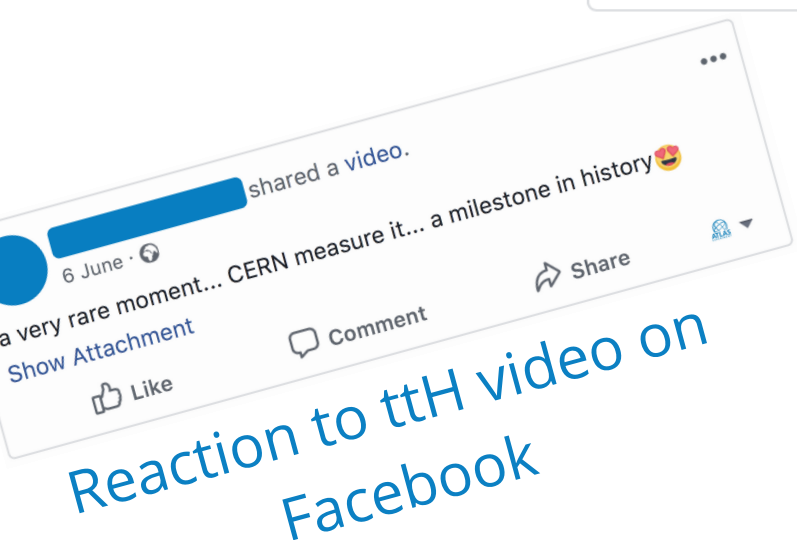 shared a video.
6 June ·
a very rare moment... CERN measure it... a milestone in history😍
Show Attachment
Like
Comment
Share
ATLAS
Reaction to ttH video on
Facebook